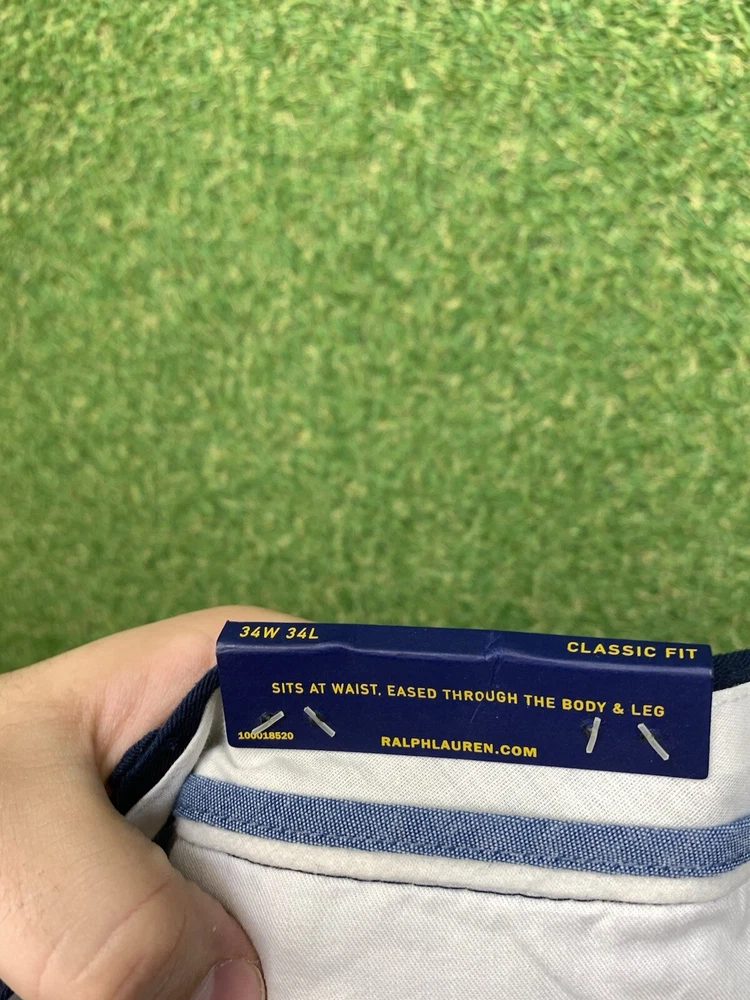 34W 34L
CLASSIC FIT
SITS AT WAIST, EASED THROUGH THE BODY & LEG
100018520
RALPHLAUREN.COM